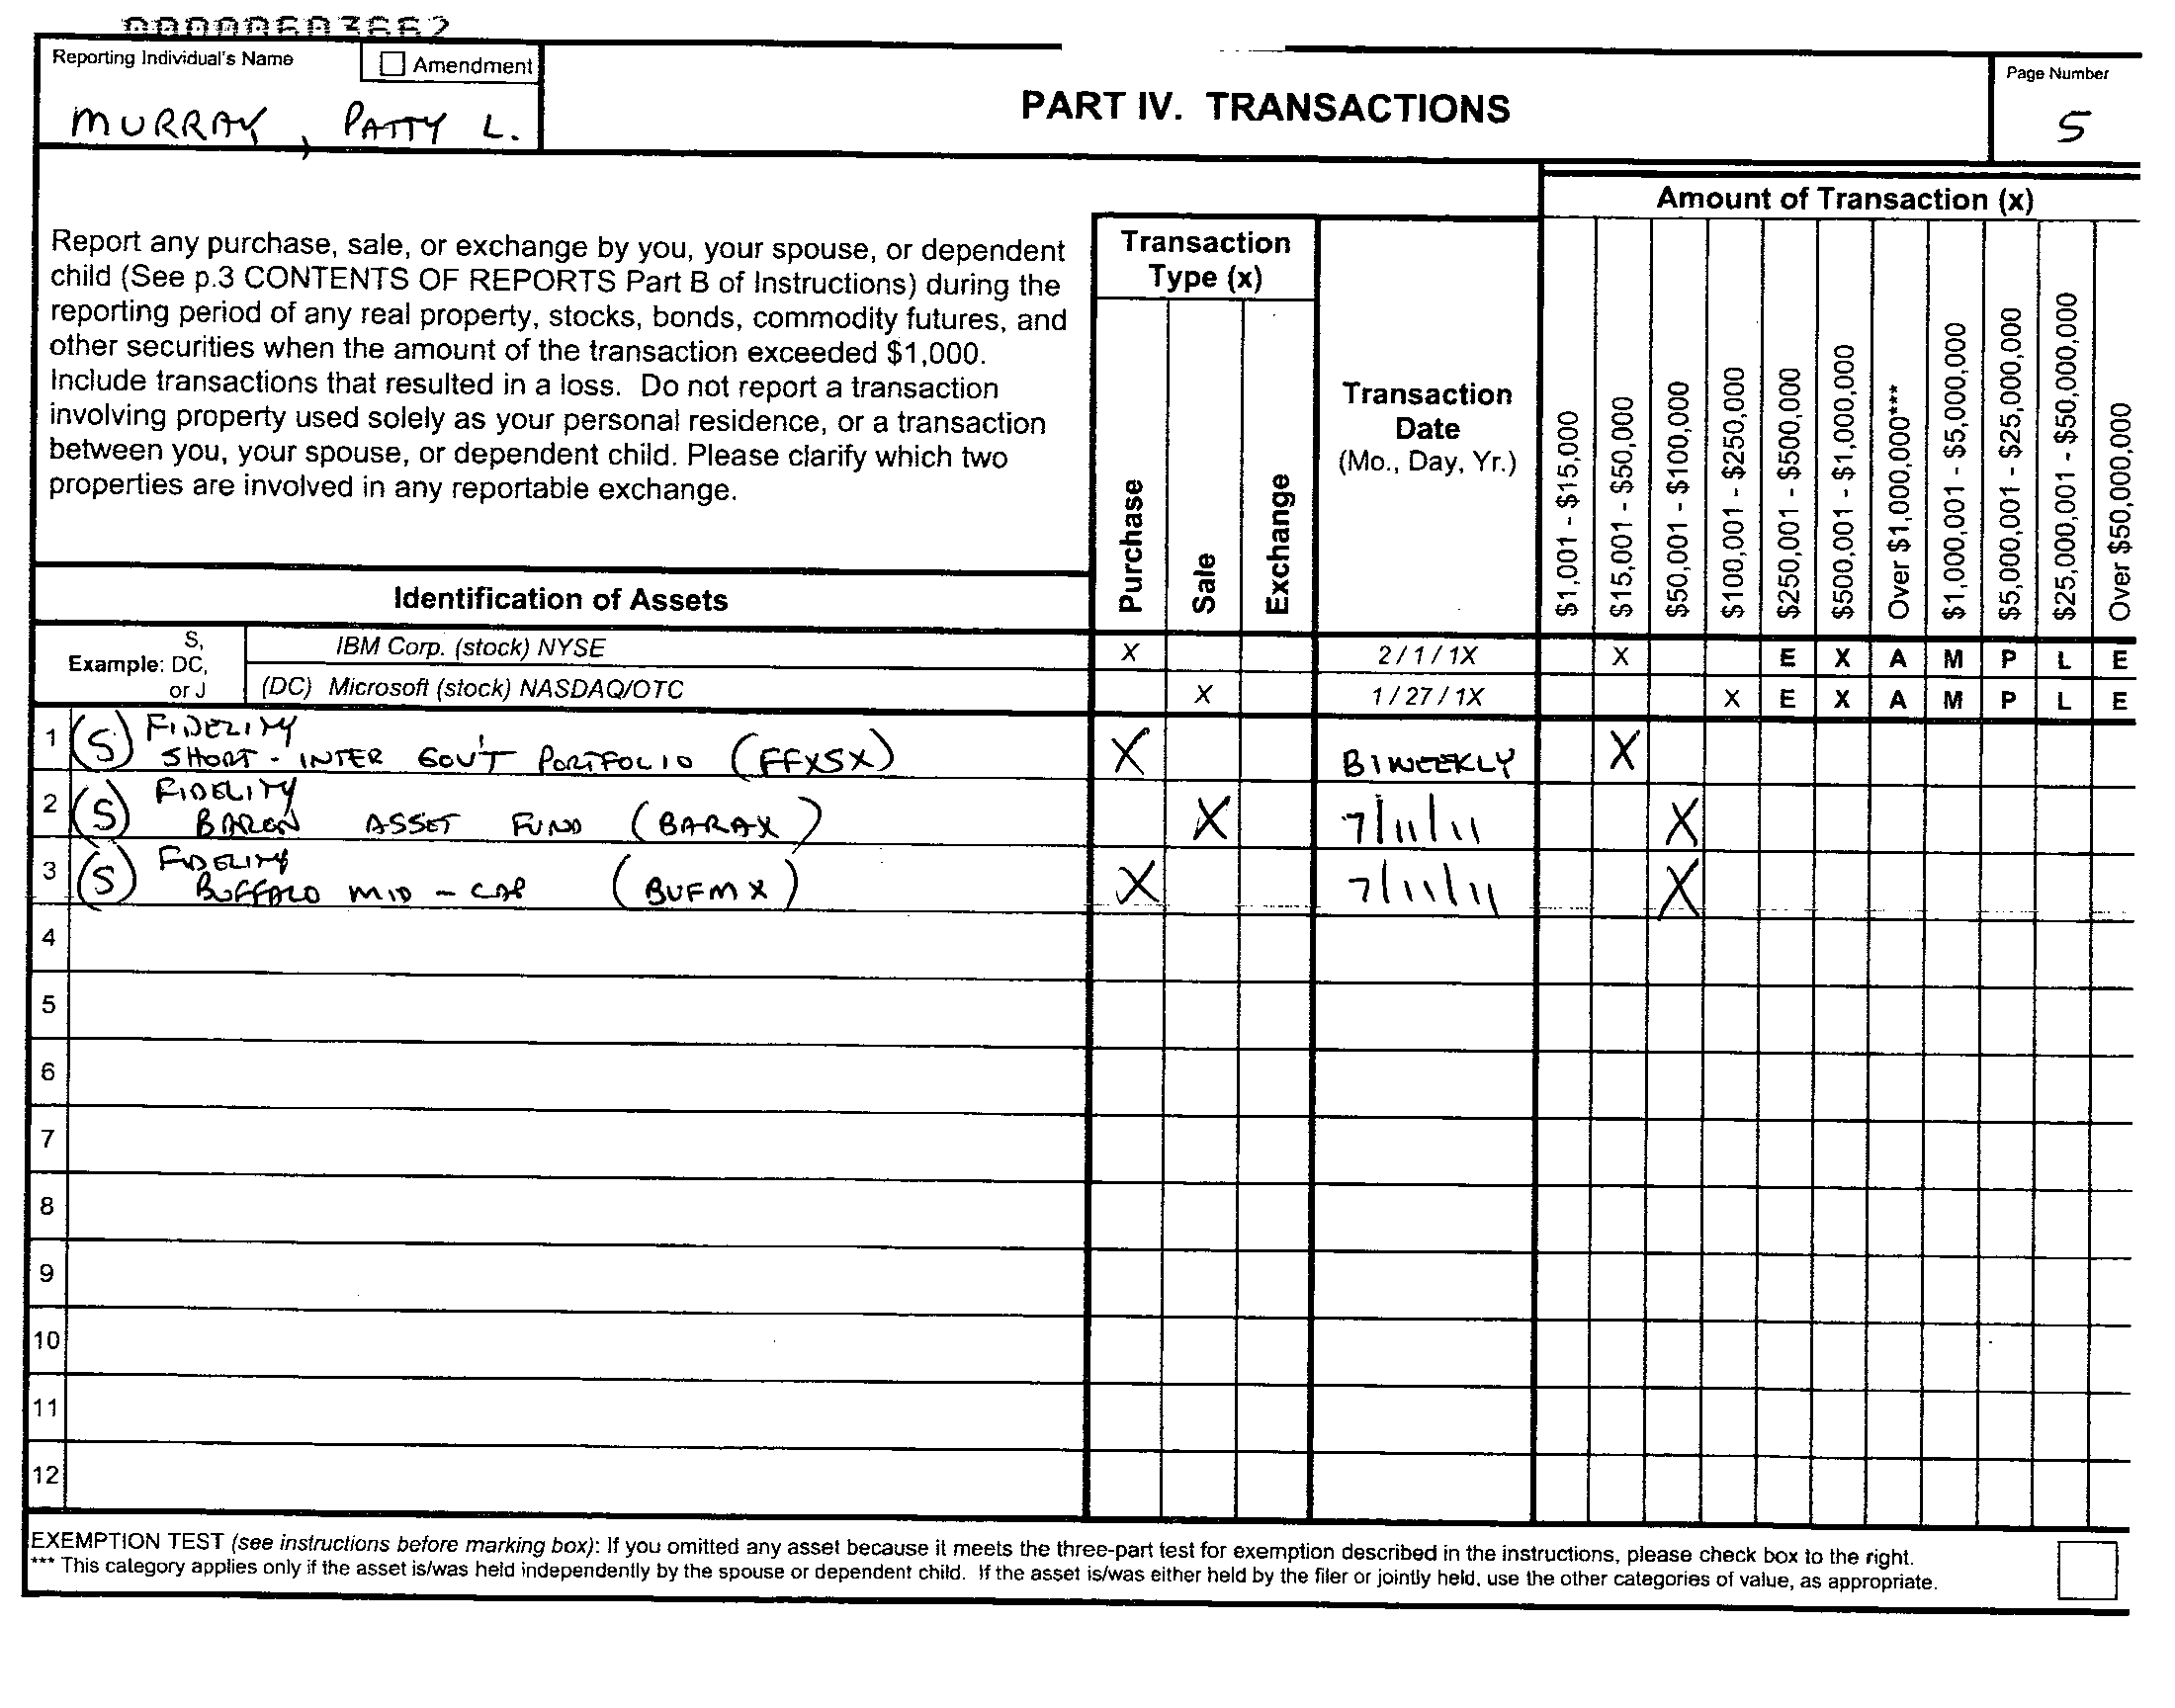 00000603662
Reporting Individual's Name
☐ Amendment
MURRAY, PATTY L.
PART IV. TRANSACTIONS
Page Number
5
Amount of Transaction (x)
Report any purchase, sale, or exchange by you, your spouse, or dependent
child (See p.3 CONTENTS OF REPORTS Part B of Instructions) during the
reporting period of any real property, stocks, bonds, commodity futures, and
other securities when the amount of the transaction exceeded $1,000.
Include transactions that resulted in a loss. Do not report a transaction
involving property used solely as your personal residence, or a transaction
between you, your spouse, or dependent child. Please clarify which two
properties are involved in any reportable exchange.
Transaction
Type (x)
Purchase
Sale
Exchange
Transaction
Date
(Mo., Day, Yr.)
$1,001 - $15,000
$15,001 - $50,000
$50,001 - $100,000
$100,001 - $250,000
$250,001 - $500,000
$500,001 - $1,000,000
Over $1,000,000***
$1,000,001 - $5,000,000
$5,000,001 - $25,000,000
$25,000,001 - $50,000,000
Over $50,000,000
Identification of Assets
Example: S,
DC,
or J
IBM Corp. (stock) NYSE X 2 / 1 / 1X X E X A M P L E
(DC) Microsoft (stock) NASDAQ/OTC X 1 / 27 / 1X X E X A M P L E
1 (S) FIDELITY
SHORT - INTER GOV'T PORTFOLIO (FFXSX) X BIWEEKLY X
2 (S) FIDELITY
BARON ASSET FUND (BARAX) X 7/11/11 X
3 (S) FIDELITY
BUFFALO MID - CAP (BUFMX) X 7/11/11 X
4
5
6
7
8
9
10
11
12
EXEMPTION TEST (see instructions before marking box): If you omitted any asset because it meets the three-part test for exemption described in the instructions, please check box to the right.
*** This category applies only if the asset is/was held independently by the spouse or dependent child. If the asset is/was either held by the filer or jointly held, use the other categories of value, as appropriate.